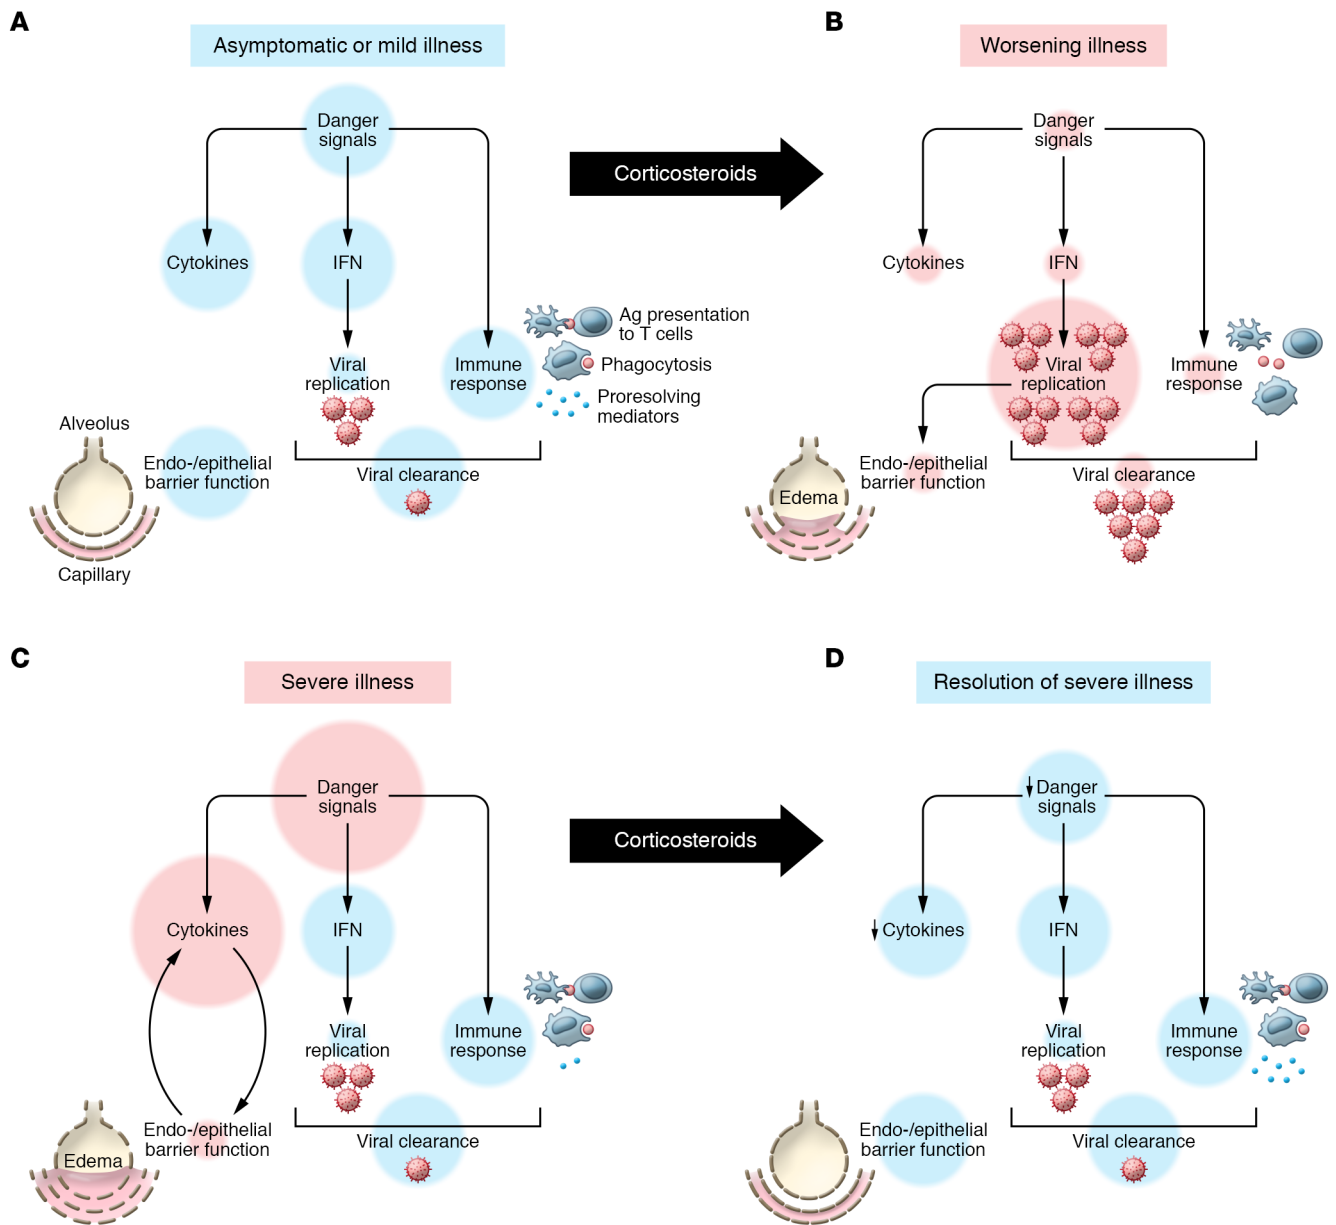 A
Asymptomatic or mild illness
Danger
signals
Cytokines
IFN
Viral
replication
Immune
response
Ag presentation
to T cells
Phagocytosis
Proresolving
mediators
Alveolus
Endo-/epithelial
barrier function
Viral clearance
Capillary
Corticosteroids
B
Worsening illness
Danger
signals
Cytokines
IFN
Viral
replication
Immune
response
Endo-/epithelial
barrier function
Edema
Viral clearance
C
Severe illness
Danger
signals
Cytokines
IFN
Viral
replication
Immune
response
Endo-/epithelial
barrier function
Edema
Viral clearance
Corticosteroids
D
Resolution of severe illness
↓ Danger
signals
↓ Cytokines
IFN
Viral
replication
Immune
response
Endo-/epithelial
barrier function
Viral clearance